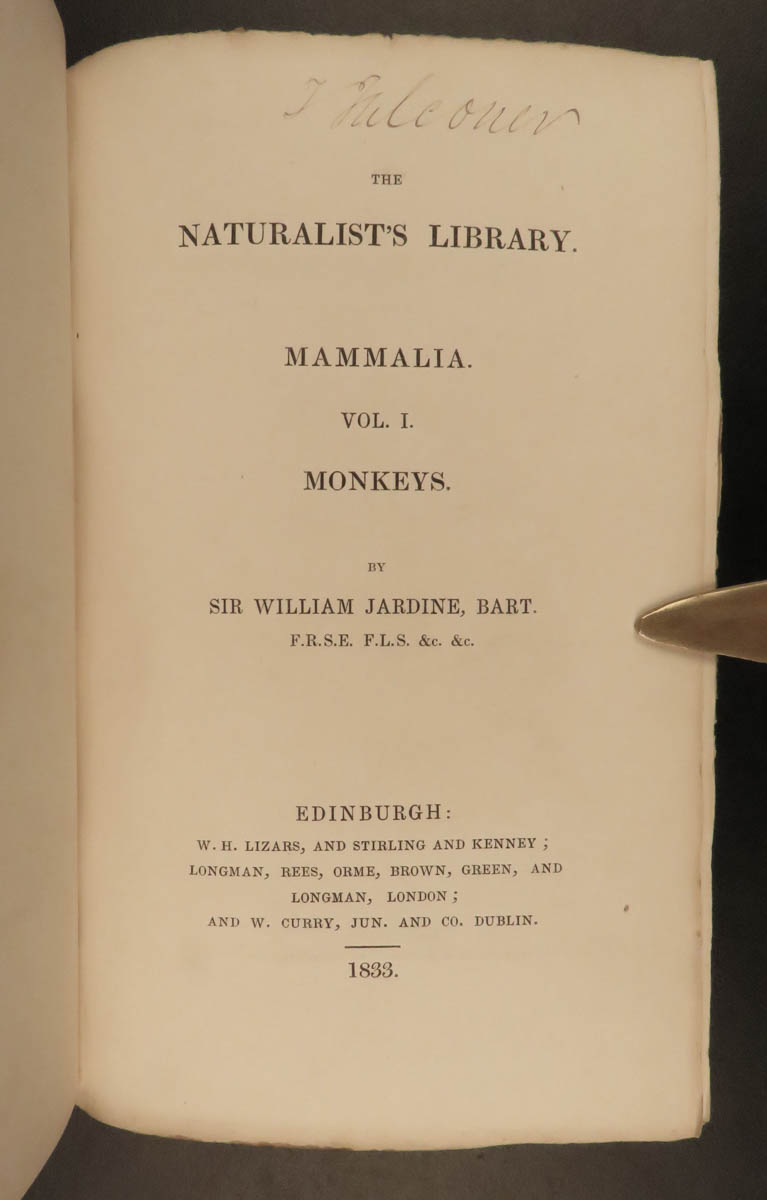 T Falconer
THE
NATURALIST'S LIBRARY.
MAMMALIA.
VOL. I.
MONKEYS.
BY
SIR WILLIAM JARDINE, BART.
F.R.S.E. F.L.S. &c. &c.
EDINBURGH:
W. H. LIZARS, AND STIRLING AND KENNEY ;
LONGMAN, REES, ORME, BROWN, GREEN, AND
LONGMAN, LONDON ;
AND W. CURRY, JUN. AND CO. DUBLIN.
1833.